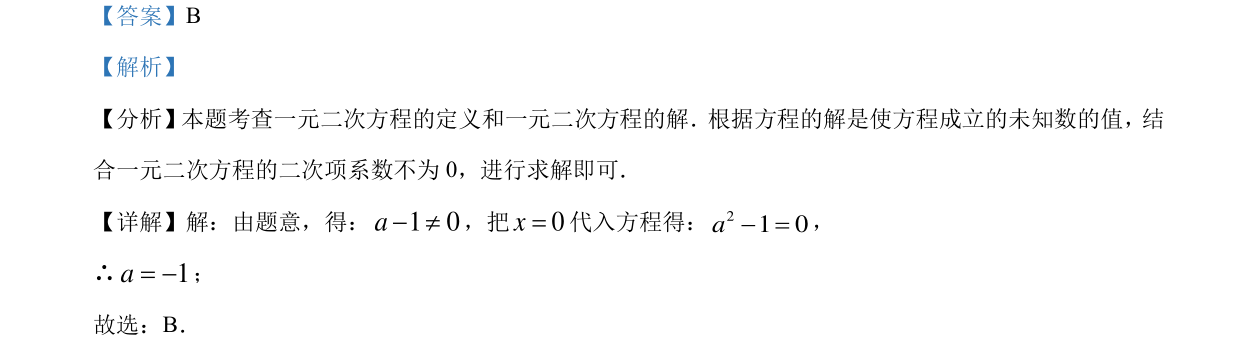 【答案】B
【解析】
【分析】本题考查一元二次方程的定义和一元二次方程的解．根据方程的解是使方程成立的未知数的值，结
合一元二次方程的二次项系数不为 0，进行求解即可．
【详解】解：由题意，得：a−1≠0，把x=0代入方程得：a²−1=0，
∴a=−1；
故选：B．